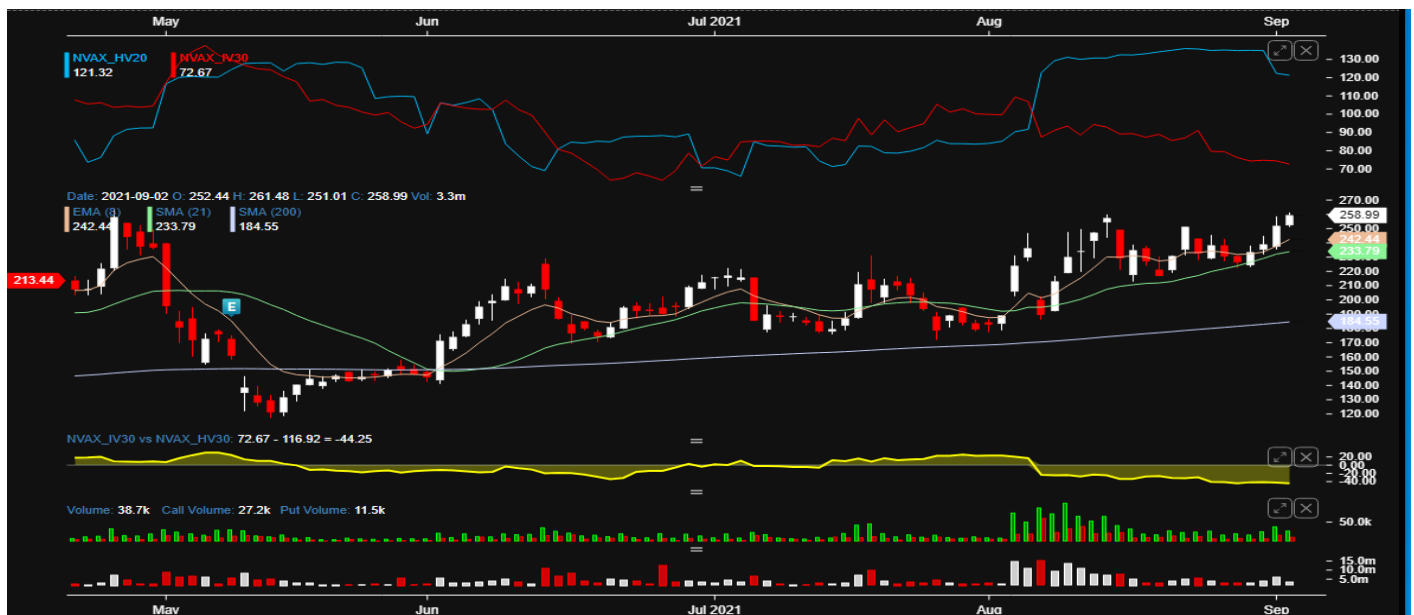 May Jun Jul 2021 Aug Sep
NVAX_HV20 NVAX_IV30
121.32 72.67
130.00
120.00
110.00
100.00
90.00
80.00
70.00
Date: 2021-09-02 O: 252.44 H: 261.48 L: 251.01 C: 258.99 Vol: 3.3m
EMA (8) SMA (21) SMA (200)
242.44 233.79 184.55
270.00
258.99
250.00
242.44
233.79
220.00
213.44
210.00
200.00
E
184.55
170.00
160.00
150.00
140.00
130.00
120.00
NVAX_IV30 vs NVAX_HV30: 72.67 - 116.92 = -44.25
20.00
0.00
-20.00
-40.00
Volume: 38.7k Call Volume: 27.2k Put Volume: 11.5k
50.0k
15.0m
10.0m
5.0m
May Jun Jul 2021 Aug Sep